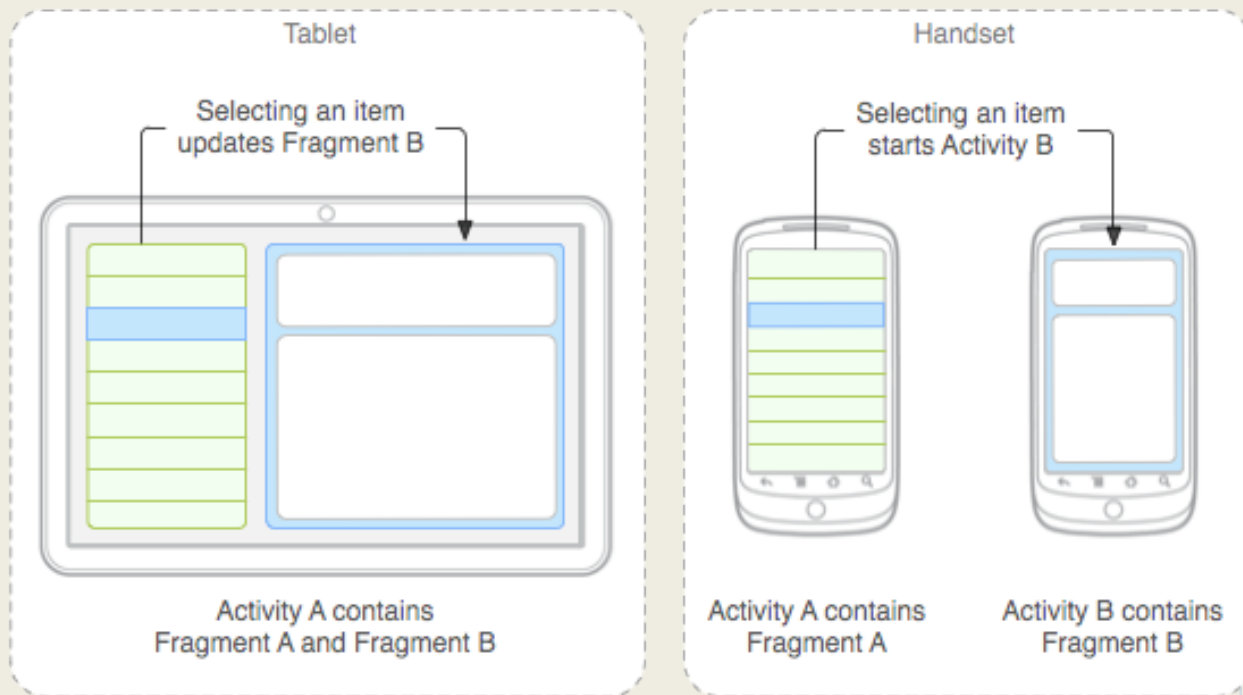 Tablet
Selecting an item
updates Fragment B
Activity A contains
Fragment A and Fragment B
Handset
Selecting an item
starts Activity B
Activity A contains
Fragment A
Activity B contains
Fragment B